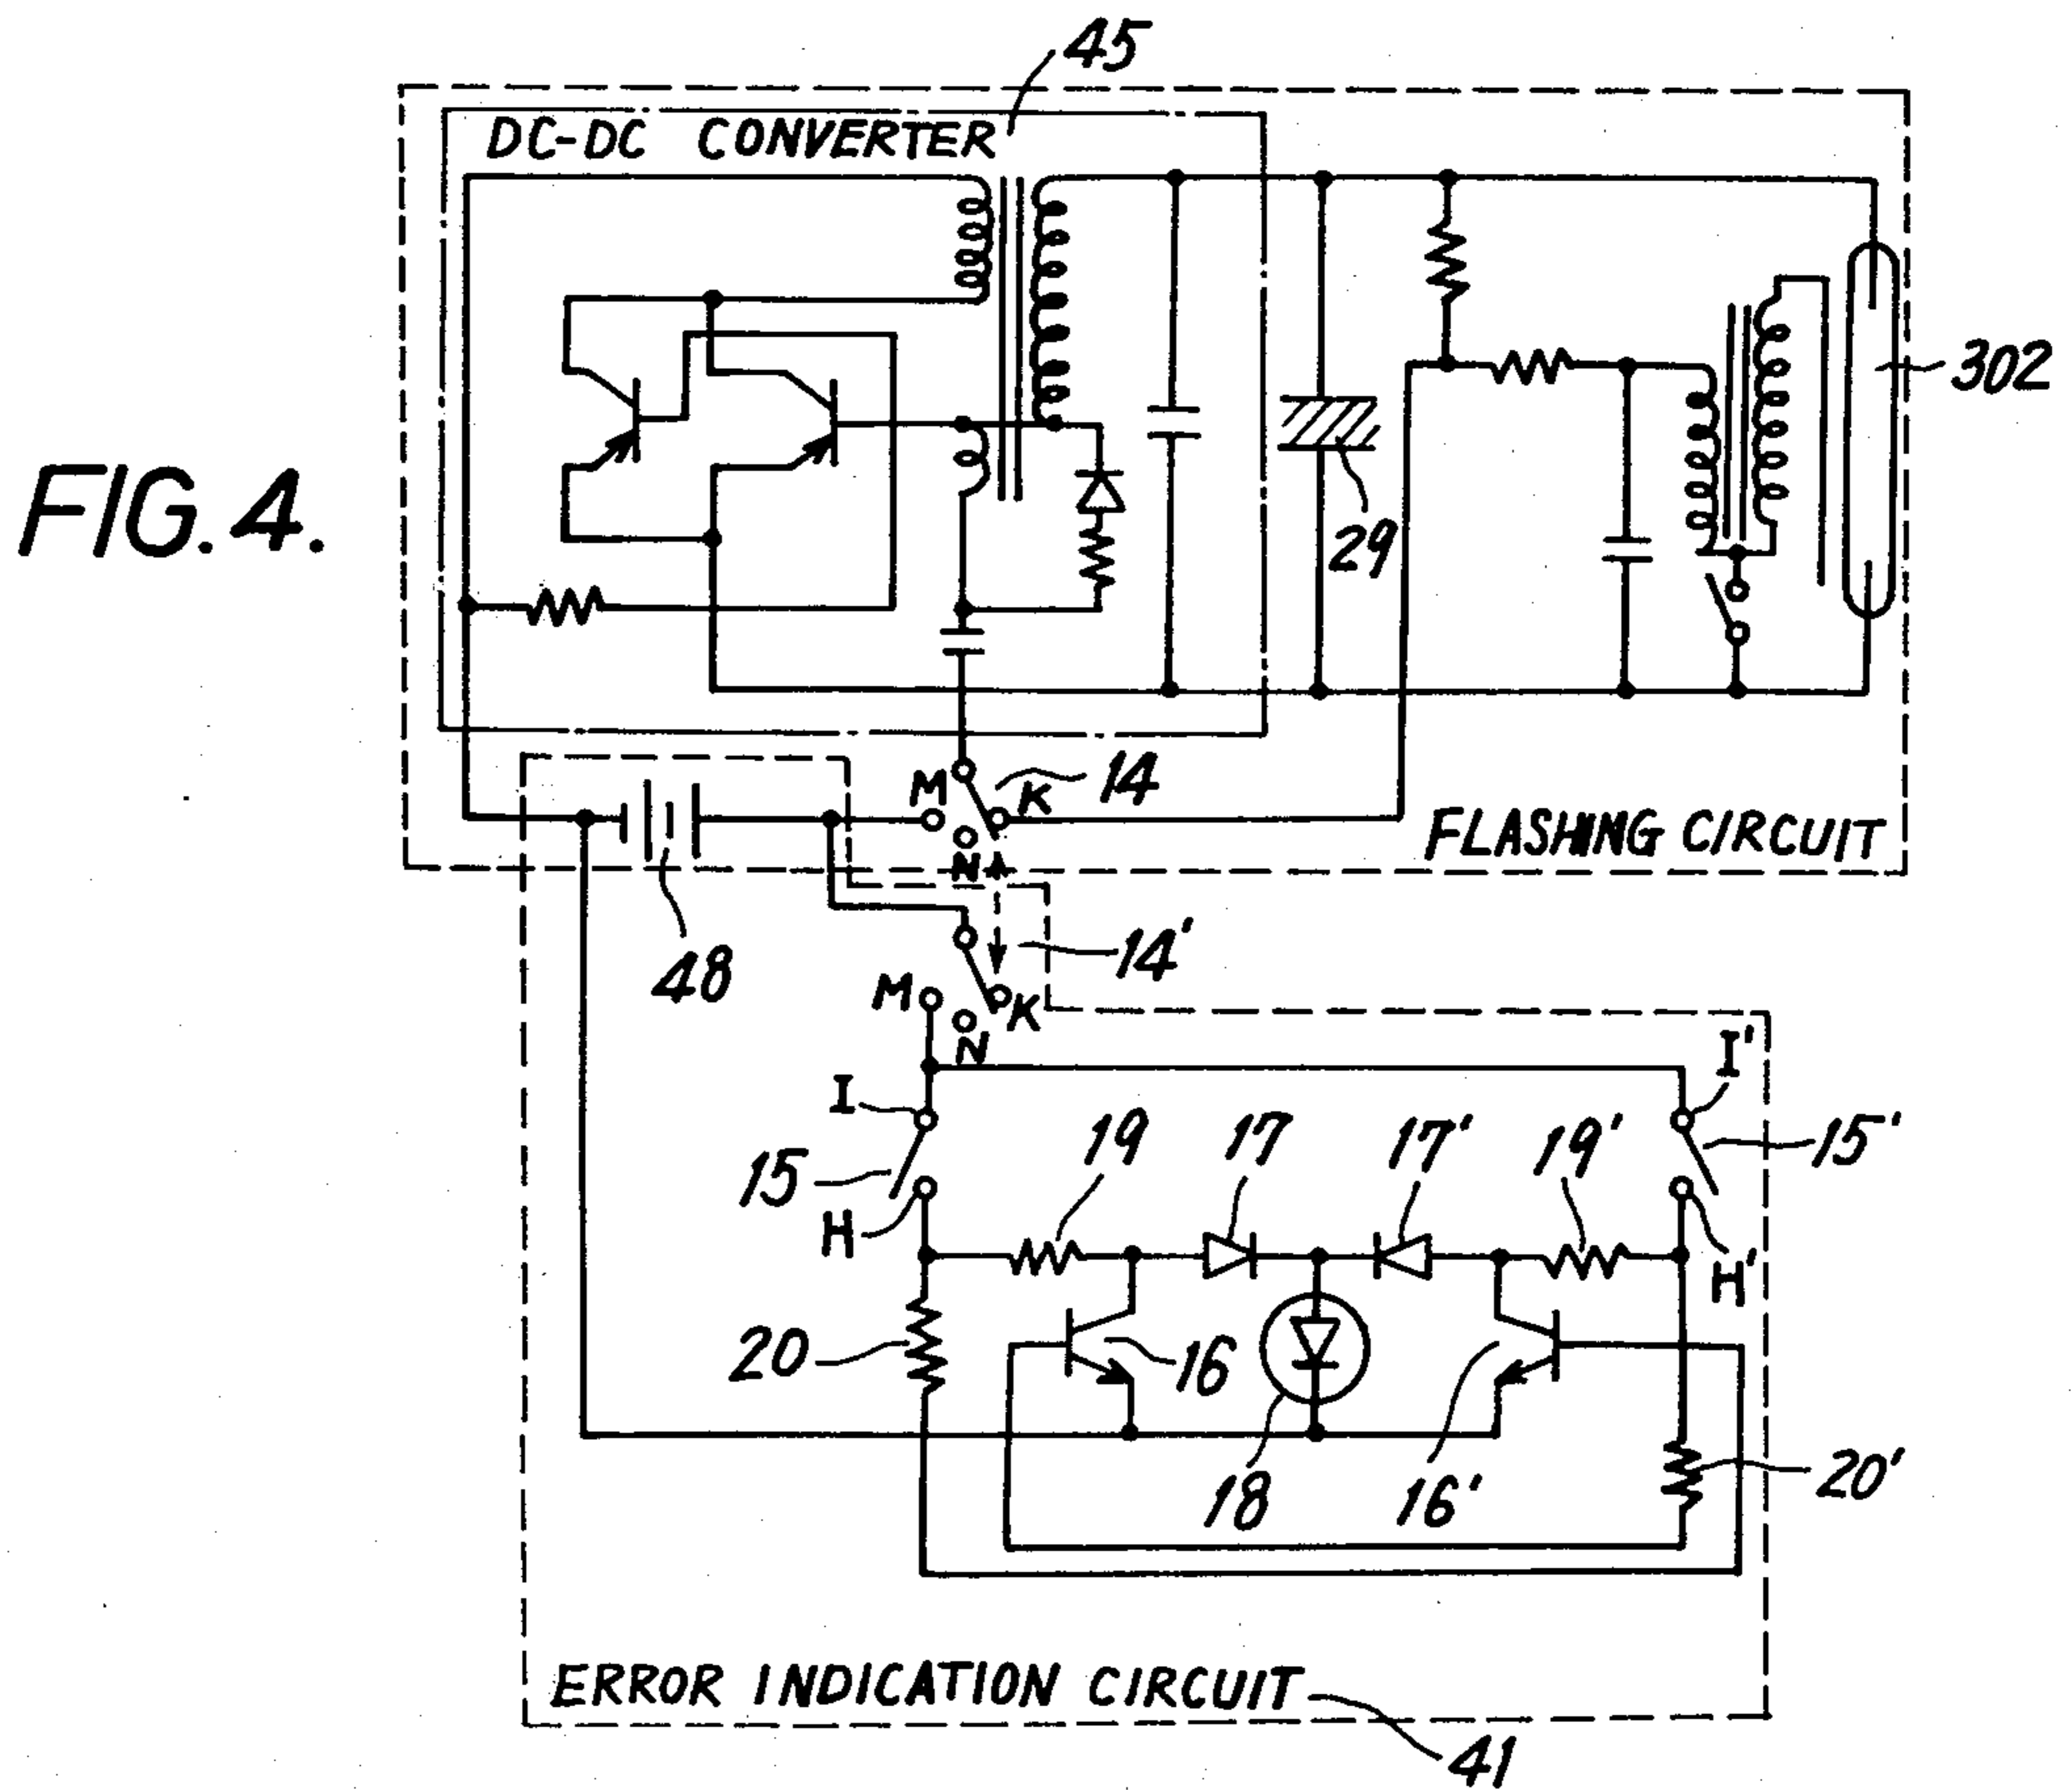 45
DC-DC CONVERTER
302
FIG. 4.
29
M
K
14
N
FLASHING CIRCUIT
48
14'
M
K
N
I
I'
15
19
17
17'
19'
15'
H
H'
20
16
18
16'
20'
ERROR INDICATION CIRCUIT
41